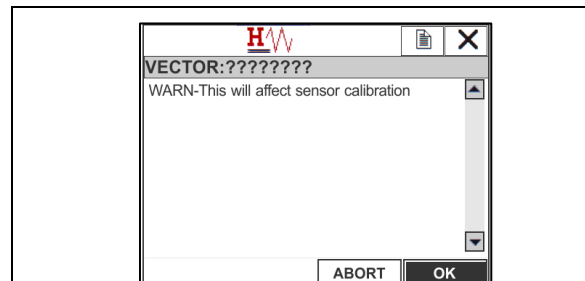 H
VECTOR:????????
WARN-This will affect sensor calibration
ABORT OK